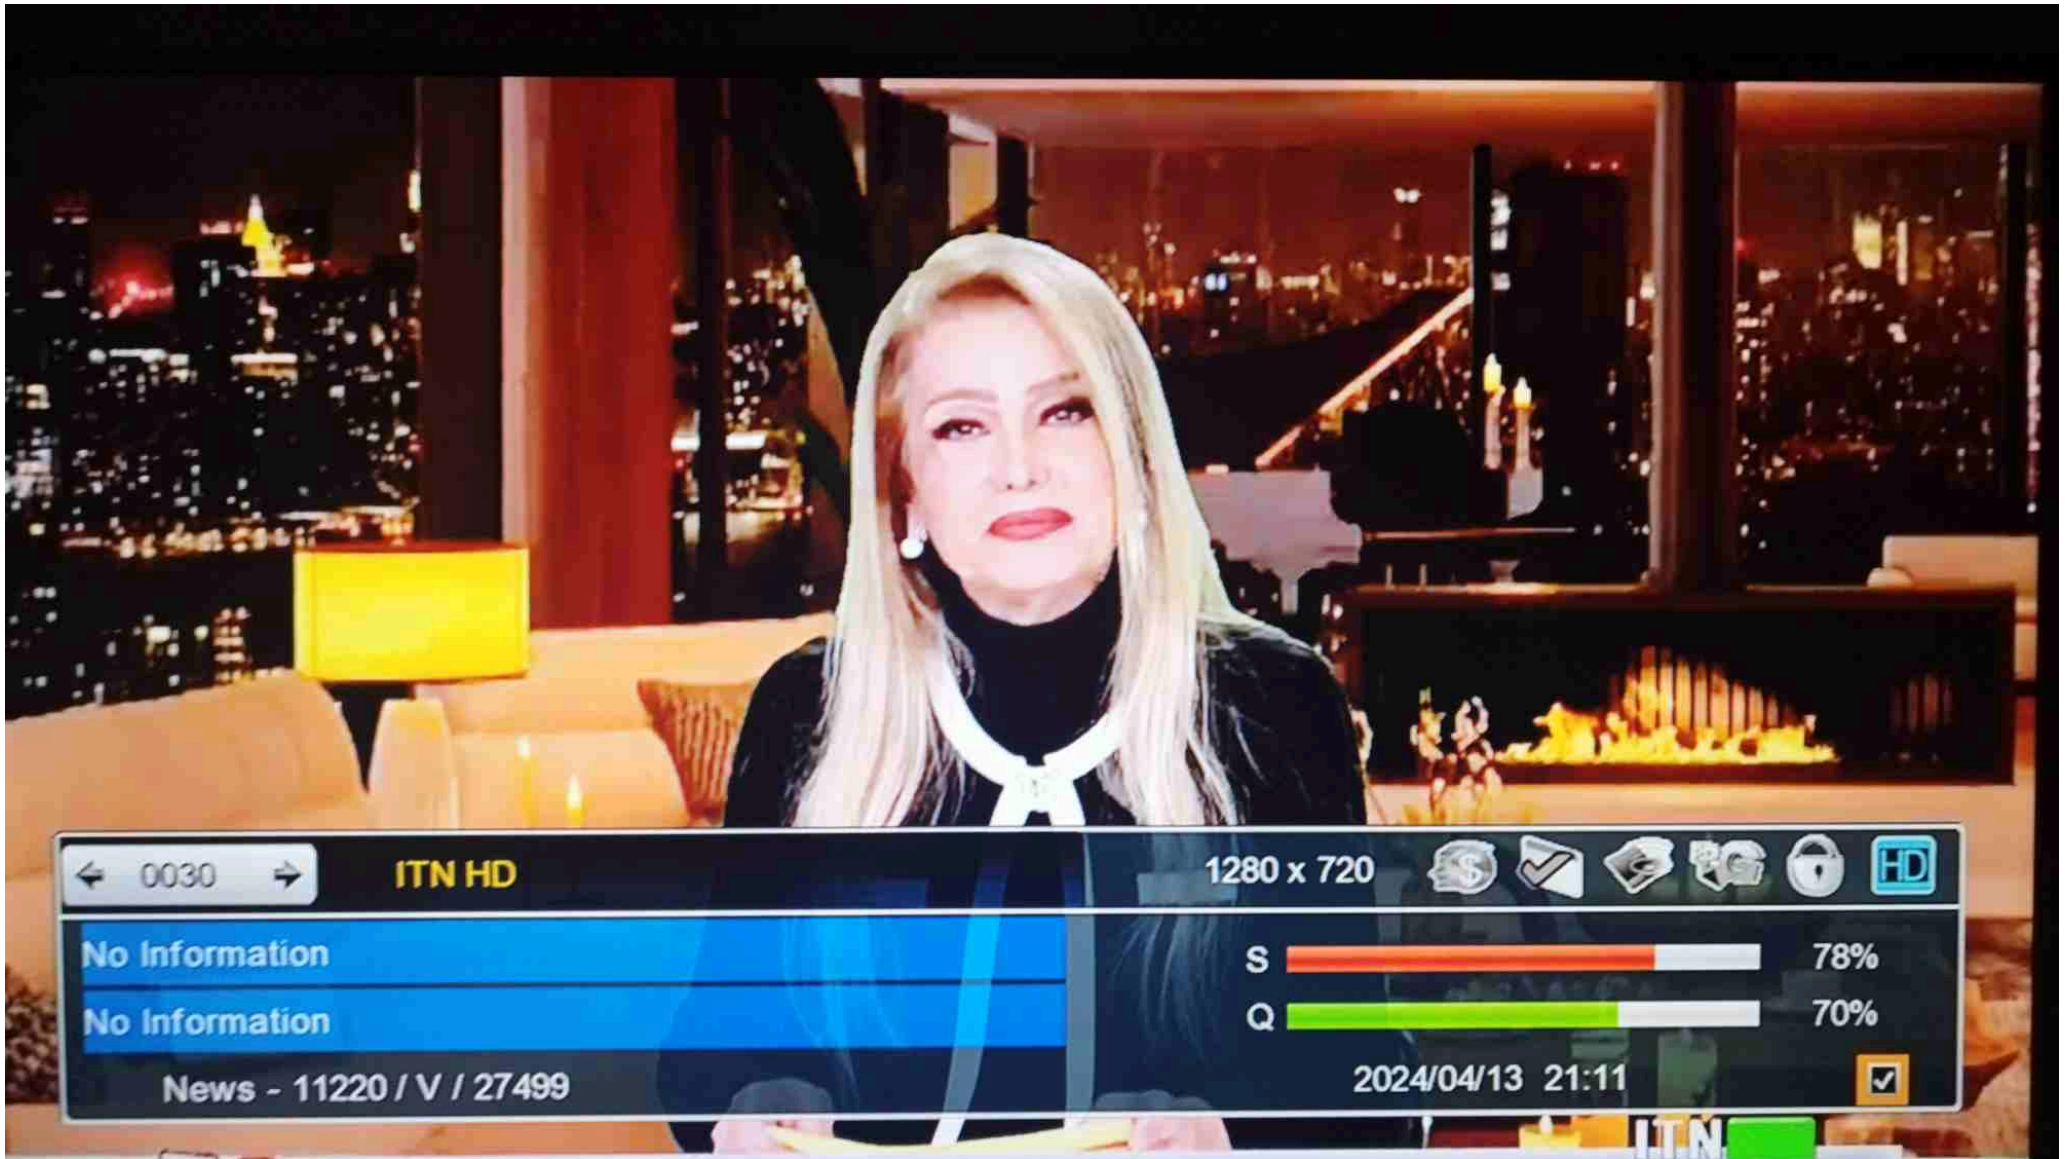 0030
ITN HD
1280 x 720
HD
No Information
S
78%
No Information
Q
70%
News - 11220 / V / 27499
2024/04/13 21:11
ITN